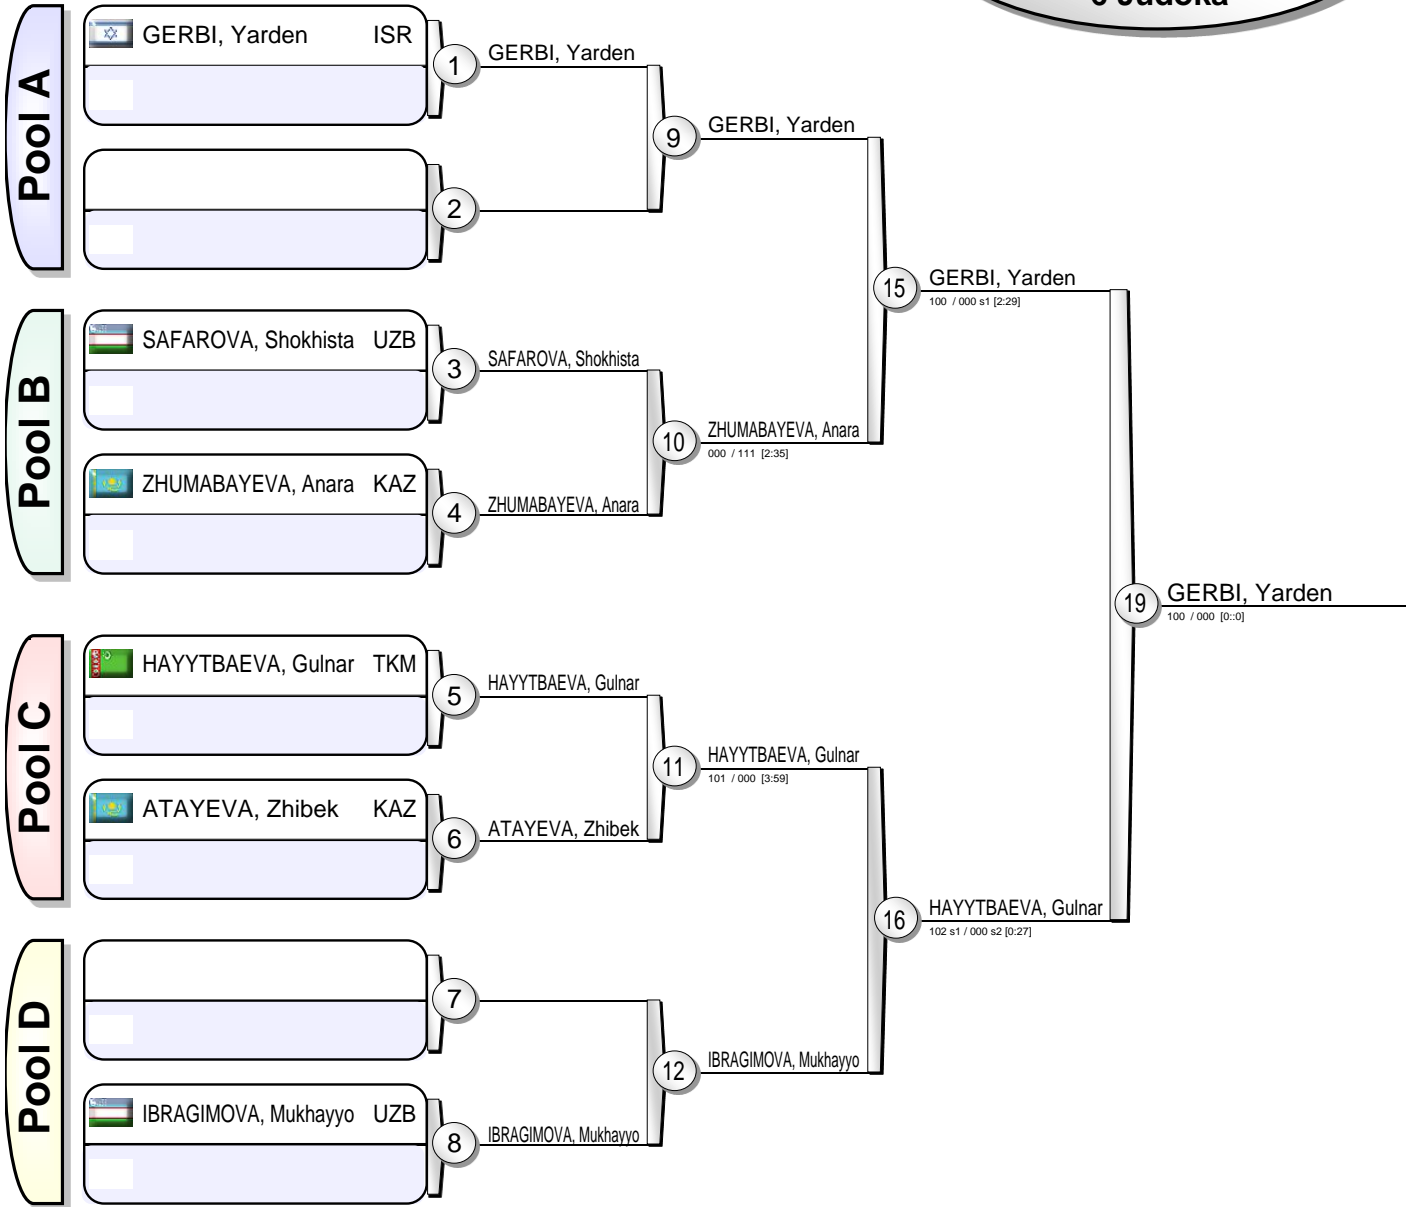 6 Judoka
Pool A
GERBI, Yarden ISR
1
GERBI, Yarden
2
9
GERBI, Yarden
Pool B
SAFAROVA, Shokhista UZB
3
SAFAROVA, Shokhista
ZHUMABAYEVA, Anara KAZ
4
ZHUMABAYEVA, Anara
10
ZHUMABAYEVA, Anara
000 / 111 [2:35]
15
GERBI, Yarden
100 / 000 s1 [2:29]
Pool C
HAYYTBAEVA, Gulnar TKM
5
HAYYTBAEVA, Gulnar
ATAYEVA, Zhibek KAZ
6
ATAYEVA, Zhibek
11
HAYYTBAEVA, Gulnar
101 / 000 [3:59]
Pool D
7
IBRAGIMOVA, Mukhayyo UZB
8
IBRAGIMOVA, Mukhayyo
12
IBRAGIMOVA, Mukhayyo
16
HAYYTBAEVA, Gulnar
102 s1 / 000 s2 [0:27]
19
GERBI, Yarden
100 / 000 [0::0]